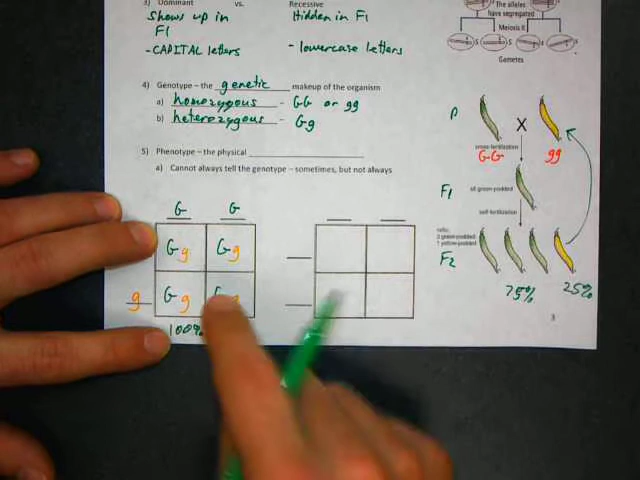 3) Dominant vs. Recessive
Shows up in F1
Hidden in F1
-CAPITAL letters
- lowercase letters
4) Genotype – the genetic makeup of the organism
a) homozygous - GG or gg
b) heterozygous - Gg
5) Phenotype – the physical
a) Cannot always tell the genotype – sometimes, but not always
G G
Gg Gg
g Gg g
100%
The alleles
have segregated
Meiosis II
S S s s
Gametes
P X
cross-fertilization
GG gg
F1 all green-podded
self-fertilization
ratio:
3 green-podded
1 yellow-podded
F2
75% 25%
3